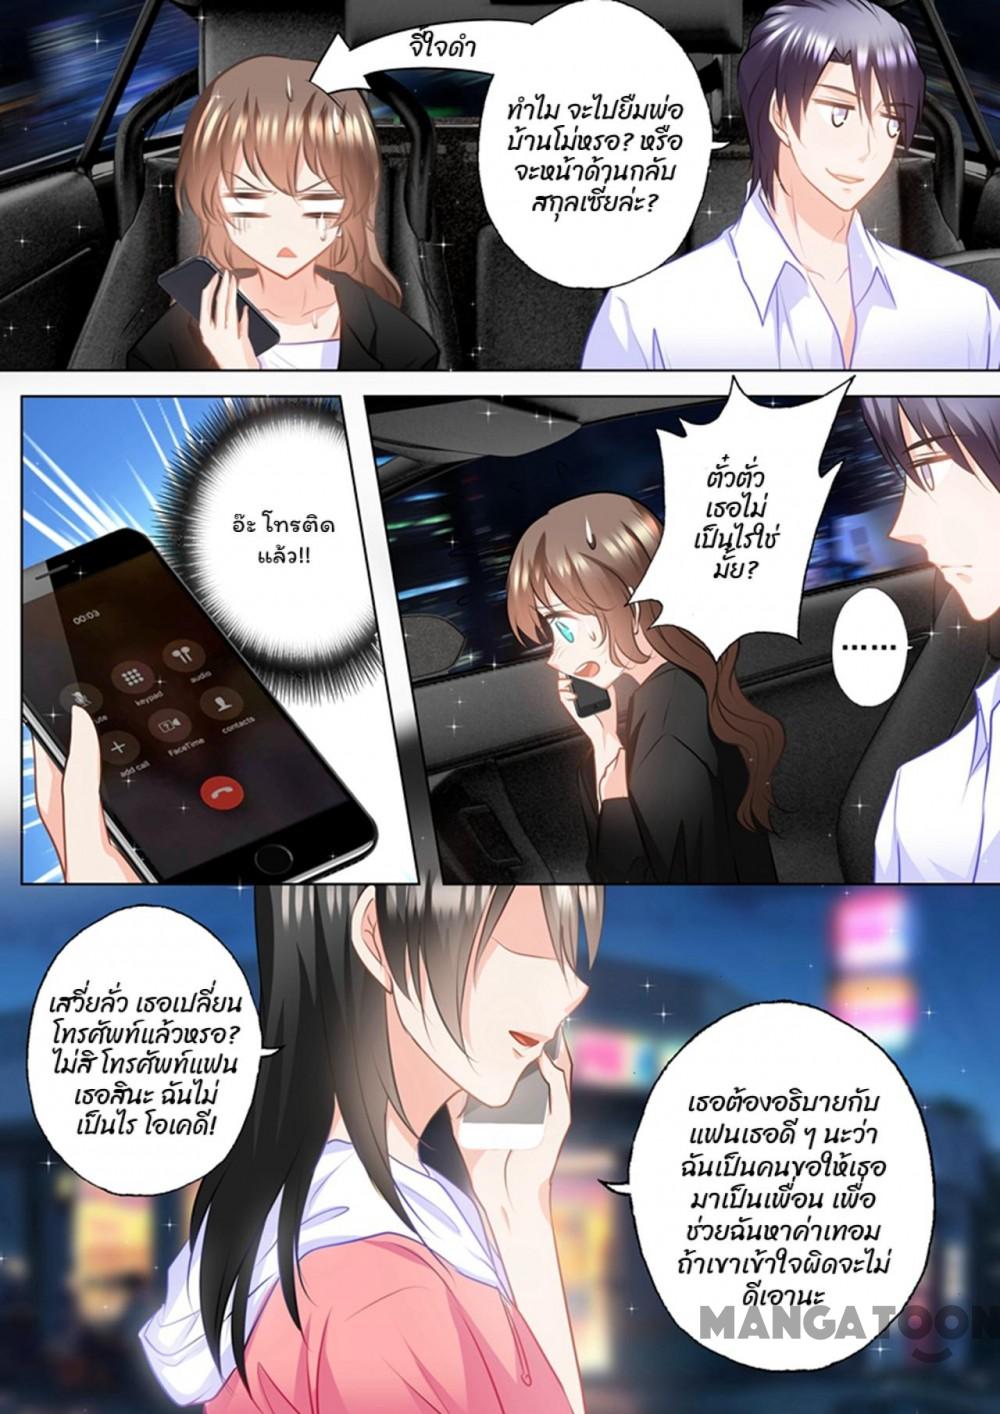 จี้ใจดำ
ทำไม จะไปยืมพ่อ
บ้านโม่หรอ? หรือ
จะหน้าด้านกลับ
สกุลเซี่ยล่ะ?
อ๊ะ โทรติด
แล้ว!!
00:03
mute
keypad
audio
add call
FaceTime
contacts
ตั๋วตั่ว
เธอไม่
เป็นไรใช่
มั้ย?
......
เสวี่ยลั่ว เธอเปลี่ยน
โทรศัพท์แล้วหรอ?
ไม่สิ โทรศัพท์แฟน
เธอสินะ ฉันไม่
เป็นไร โอเคดี!
เธอต้องอธิบายกับ
แฟนเธอดี ๆ นะว่า
ฉันเป็นคนขอให้เธอ
มาเป็นเพื่อน เพื่อ
ช่วยฉันหาค่าเทอม
ถ้าเขาเข้าใจผิดจะไม่
ดีเอานะ
MANGATOON